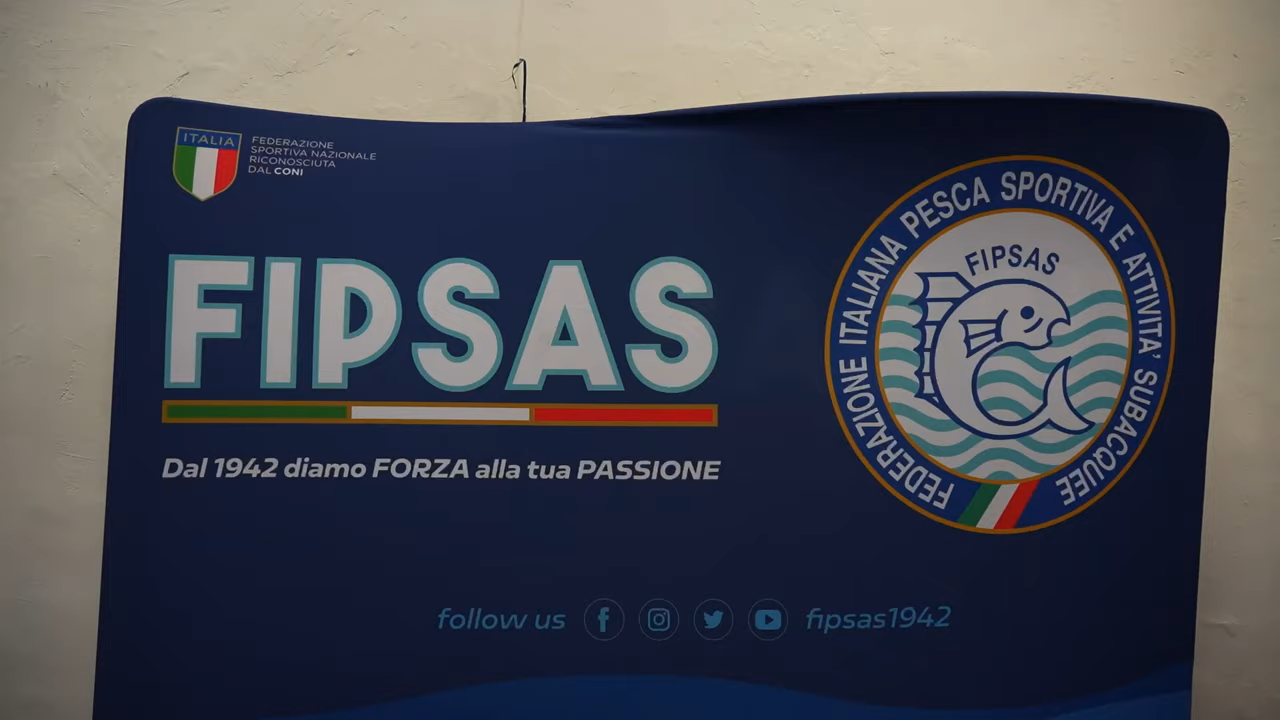 ITALIA
FEDERAZIONE
SPORTIVA NAZIONALE
RICONOSCIUTA
DAL CONI
FIPSAS
Dal 1942 diamo FORZA alla tua PASSIONE
FEDERAZIONE ITALIANA PESCA SPORTIVA E ATTIVITA' SUBACQUEE
FIPSAS
follow us fipsas1942